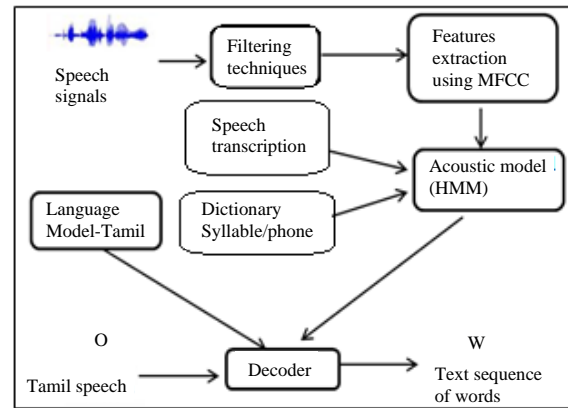 Speech
signals
Filtering
techniques
Features
extraction
using MFCC
Speech
transcription
Acoustic model
(HMM)
Language
Model-Tamil
Dictionary
Syllable/phone
O
W
Tamil speech
Decoder
Text sequence
of words